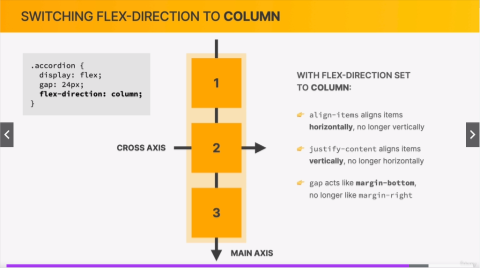 SWITCHING FLEX-DIRECTION TO COLUMN
.accordion {
display: flex;
gap: 24px;
flex-direction: column;
}
1
CROSS AXIS
2
3
MAIN AXIS
WITH FLEX-DIRECTION SET
TO COLUMN:
align-items aligns items
horizontally, no longer vertically
justify-content aligns items
vertically, no longer horizontally
gap acts like margin-bottom,
no longer like margin-right